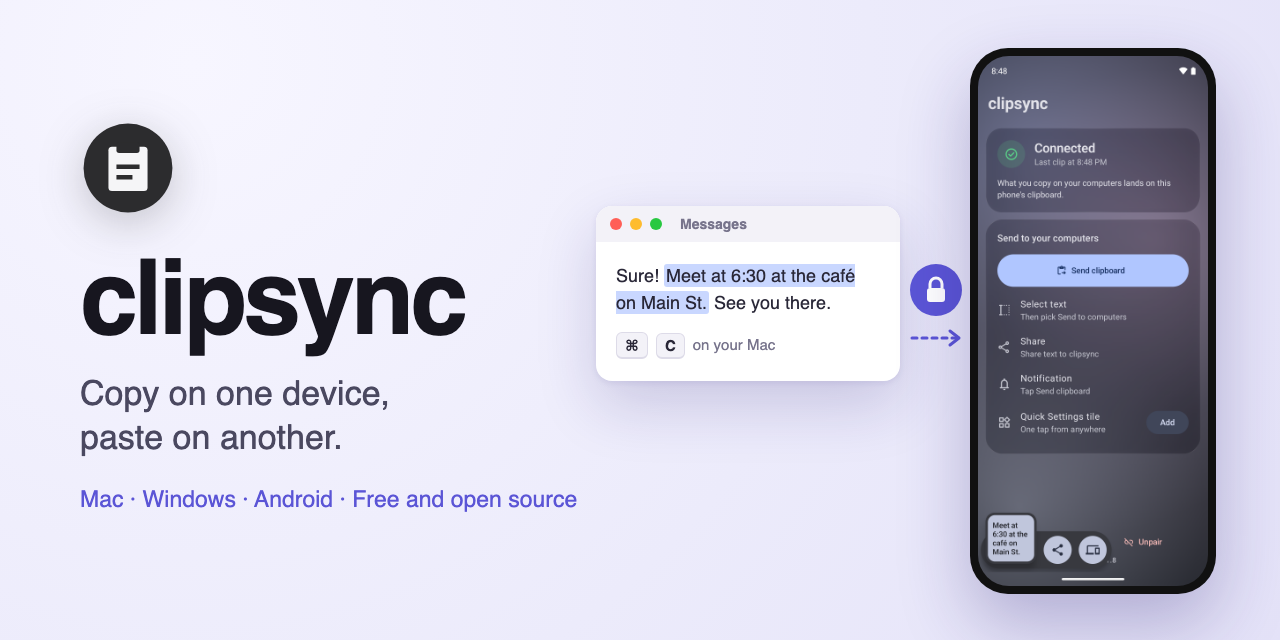 clipsync
Copy on one device,
paste on another.
Mac · Windows · Android · Free and open source
Messages
Sure! Meet at 6:30 at the café
on Main St. See you there.
⌘ C on your Mac
8:48
clipsync
Connected
Last clip at 8:48 PM
What you copy on your computers lands on this
phone's clipboard.
Send to your computers
Send clipboard
Select text
Then pick Send to computers
Share
Share text to clipsync
Notification
Tap Send clipboard
Quick Settings tile
One tap from anywhere
Add
Meet at
6:30 at the
café on
Main St.
Unpair